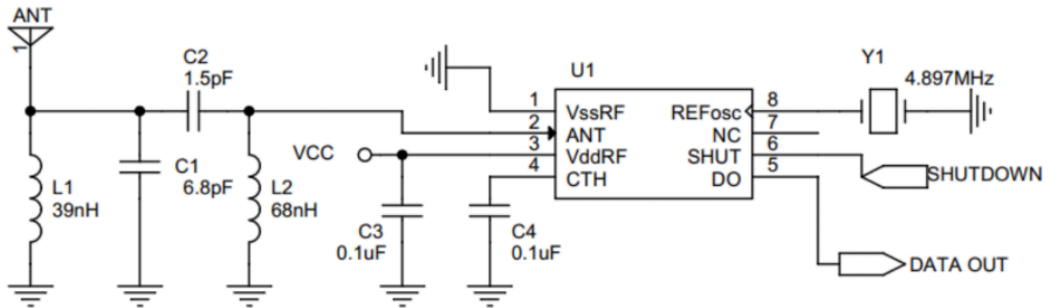 ANT
1
C2
1.5pF
C1
6.8pF
L1
39nH
L2
68nH
VCC
C3
0.1uF
C4
0.1uF
U1
1
2
3
4
VssRF
ANT
VddRF
CTH
REFosc
NC
SHUT
DO
8
7
6
5
Y1
4.897MHz
SHUTDOWN
DATA OUT